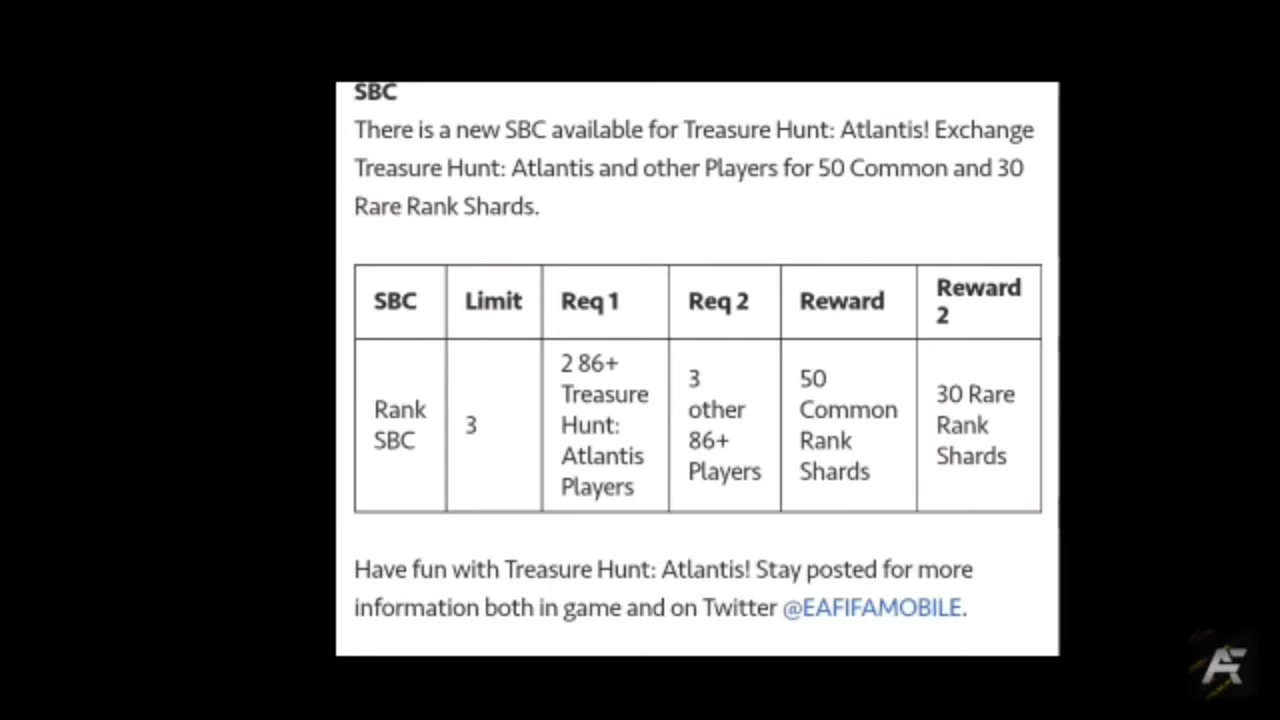 SBC
There is a new SBC available for Treasure Hunt: Atlantis! Exchange
Treasure Hunt: Atlantis and other Players for 50 Common and 30
Rare Rank Shards.
SBC Limit Req 1 Req 2 Reward Reward 2
Rank SBC
3
2 86+
Treasure
Hunt:
Atlantis
Players
3
other
86+
Players
50
Common
Rank
Shards
30 Rare
Rank
Shards
Have fun with Treasure Hunt: Atlantis! Stay posted for more
information both in game and on Twitter @EAFIFAMOBILE.
AF